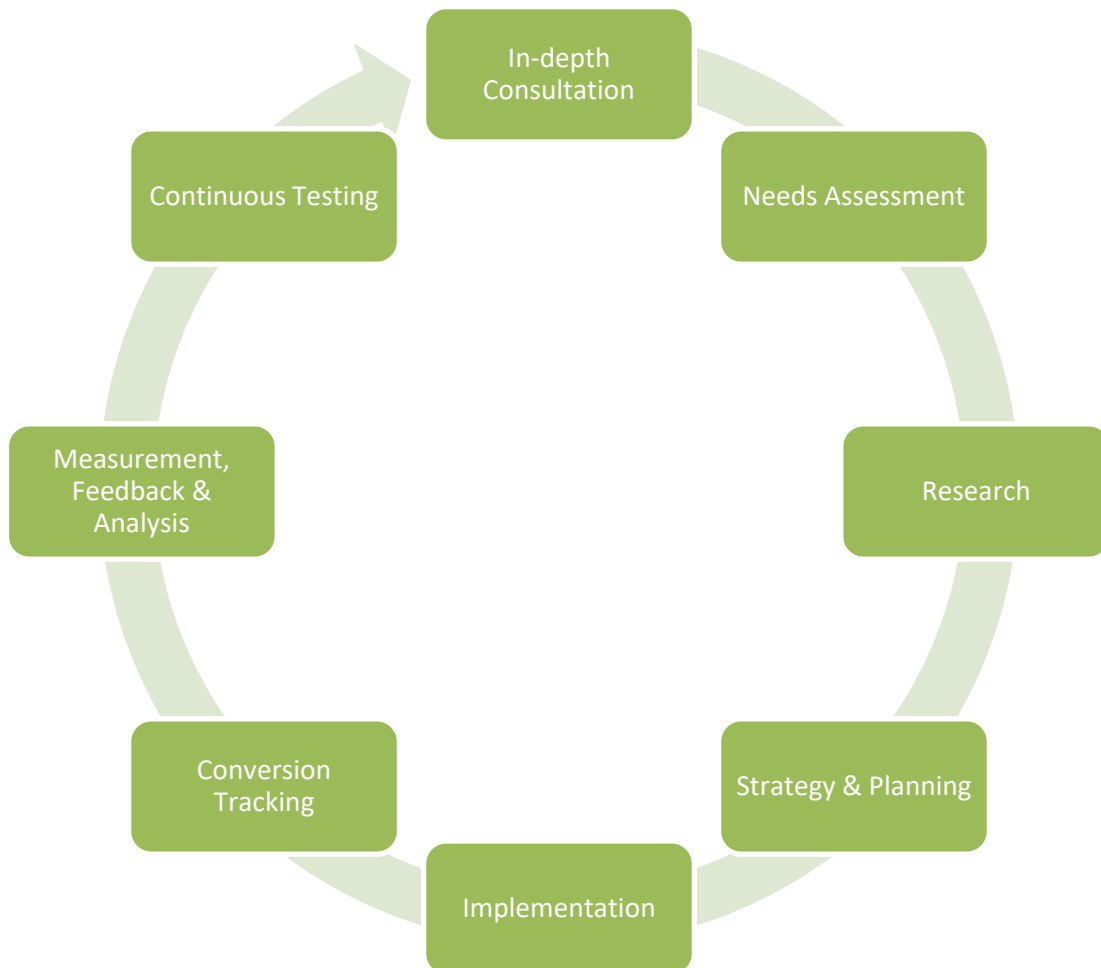 In-depth
Consultation
Needs Assessment
Research
Strategy & Planning
Implementation
Conversion
Tracking
Measurement,
Feedback &
Analysis
Continuous Testing